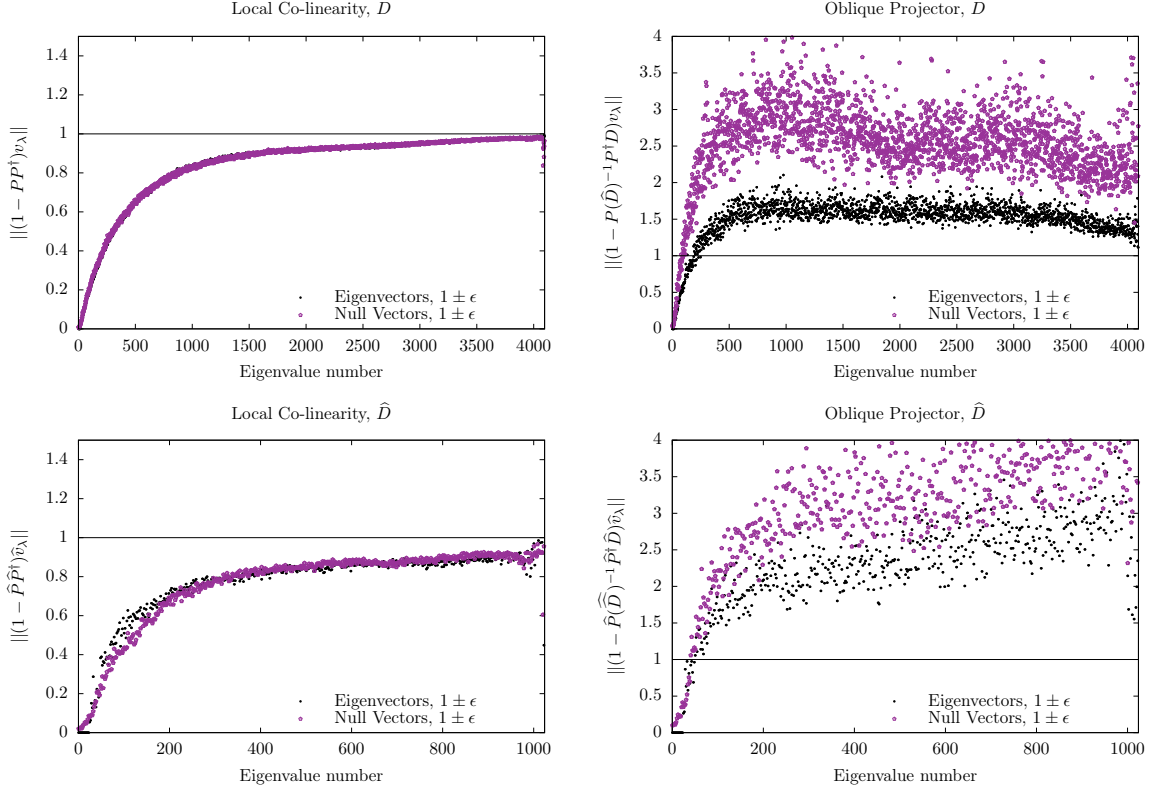 Local Co-linearity, D
||(1 − PP†)v_λ||
1.4
1.2
1
0.8
0.6
0.4
0.2
0
Eigenvectors, 1 ± ϵ
Null Vectors, 1 ± ϵ
0 500 1000 1500 2000 2500 3000 3500 4000
Eigenvalue number
Oblique Projector, D
||(1 − P(D̂)⁻¹P†D)v_λ||
4
3.5
3
2.5
2
1.5
1
0.5
0
Eigenvectors, 1 ± ϵ
Null Vectors, 1 ± ϵ
0 500 1000 1500 2000 2500 3000 3500 4000
Eigenvalue number
Local Co-linearity, D̂
||(1 − P̂P̂†)v̂_λ||
1.4
1.2
1
0.8
0.6
0.4
0.2
0
Eigenvectors, 1 ± ϵ
Null Vectors, 1 ± ϵ
0 200 400 600 800 1000
Eigenvalue number
Oblique Projector, D̂
||(1 − P̂(D̂̂)⁻¹P̂†D̂)v̂_λ||
4
3.5
3
2.5
2
1.5
1
0.5
0
Eigenvectors, 1 ± ϵ
Null Vectors, 1 ± ϵ
0 200 400 600 800 1000
Eigenvalue number